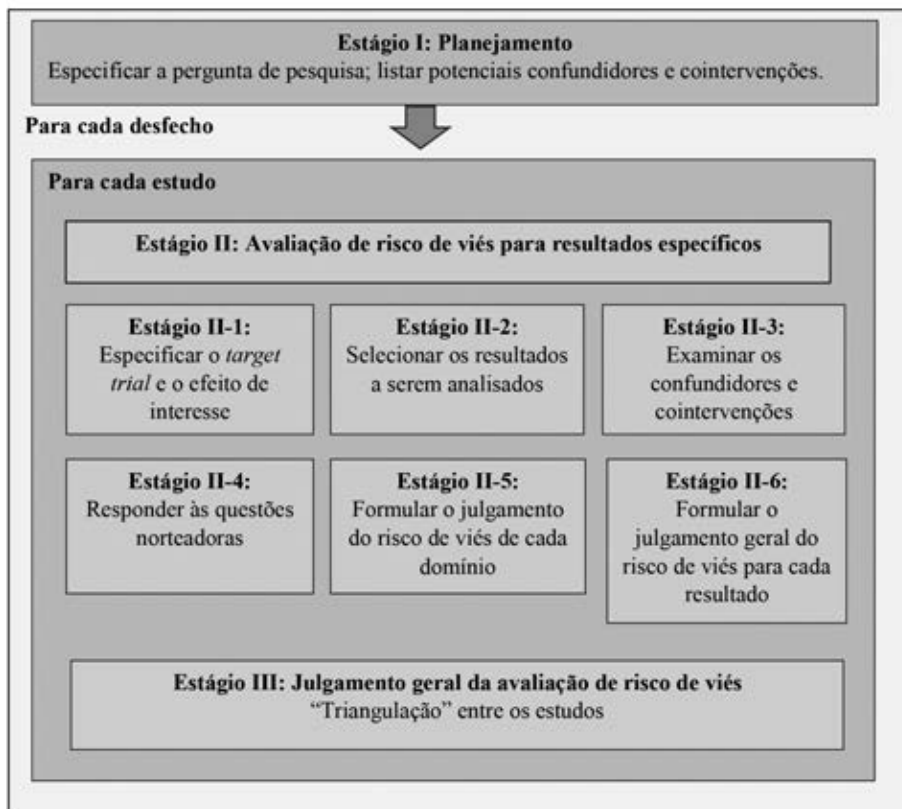 Estágio I: Planejamento
Especificar a pergunta de pesquisa; listar potenciais confundidores e cointervenções.
Para cada desfecho
Para cada estudo
Estágio II: Avaliação de risco de viés para resultados específicos
Estágio II-1:
Especificar o target
trial e o efeito de
interesse
Estágio II-2:
Selecionar os resultados
a serem analisados
Estágio II-3:
Examinar os
confundidores e
cointervenções
Estágio II-4:
Responder às questões
norteadoras
Estágio II-5:
Formular o julgamento
do risco de viés de cada
domínio
Estágio II-6:
Formular o
julgamento geral do
risco de viés para cada
resultado
Estágio III: Julgamento geral da avaliação de risco de viés
“Triangulação” entre os estudos